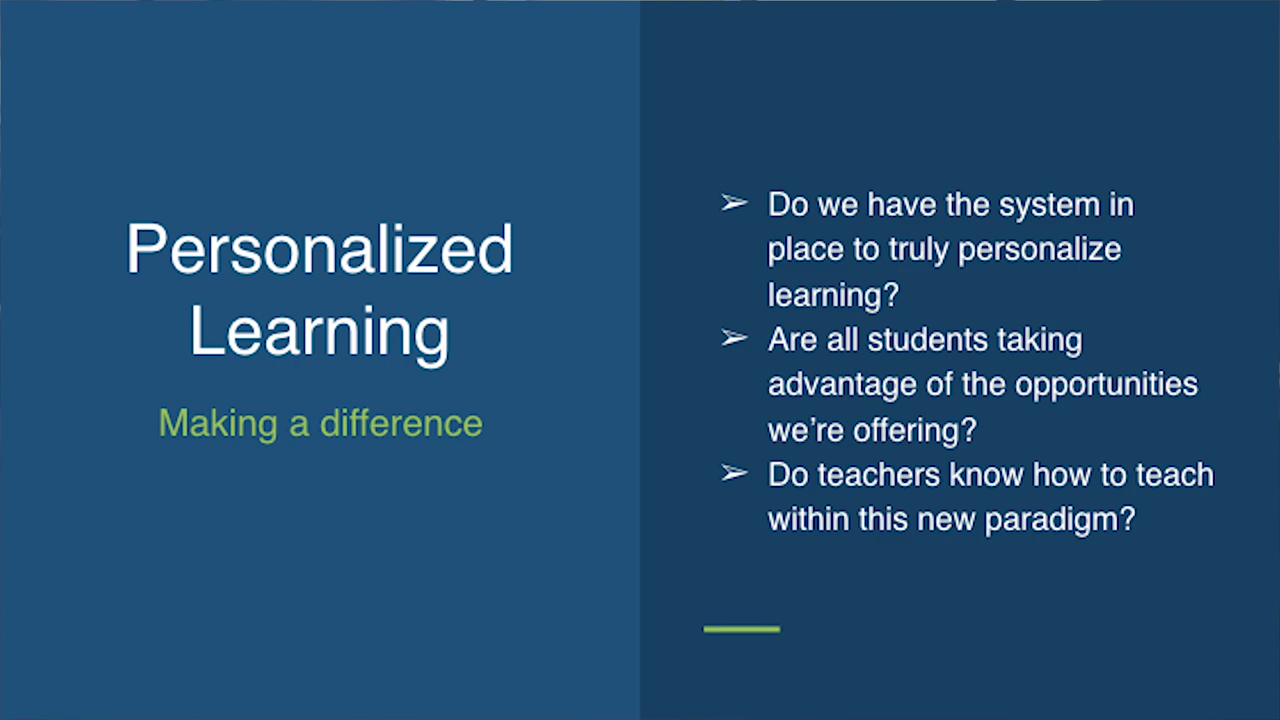 Personalized
Learning
Making a difference
➢ Do we have the system in
place to truly personalize
learning?
➢ Are all students taking
advantage of the opportunities
we’re offering?
➢ Do teachers know how to teach
within this new paradigm?